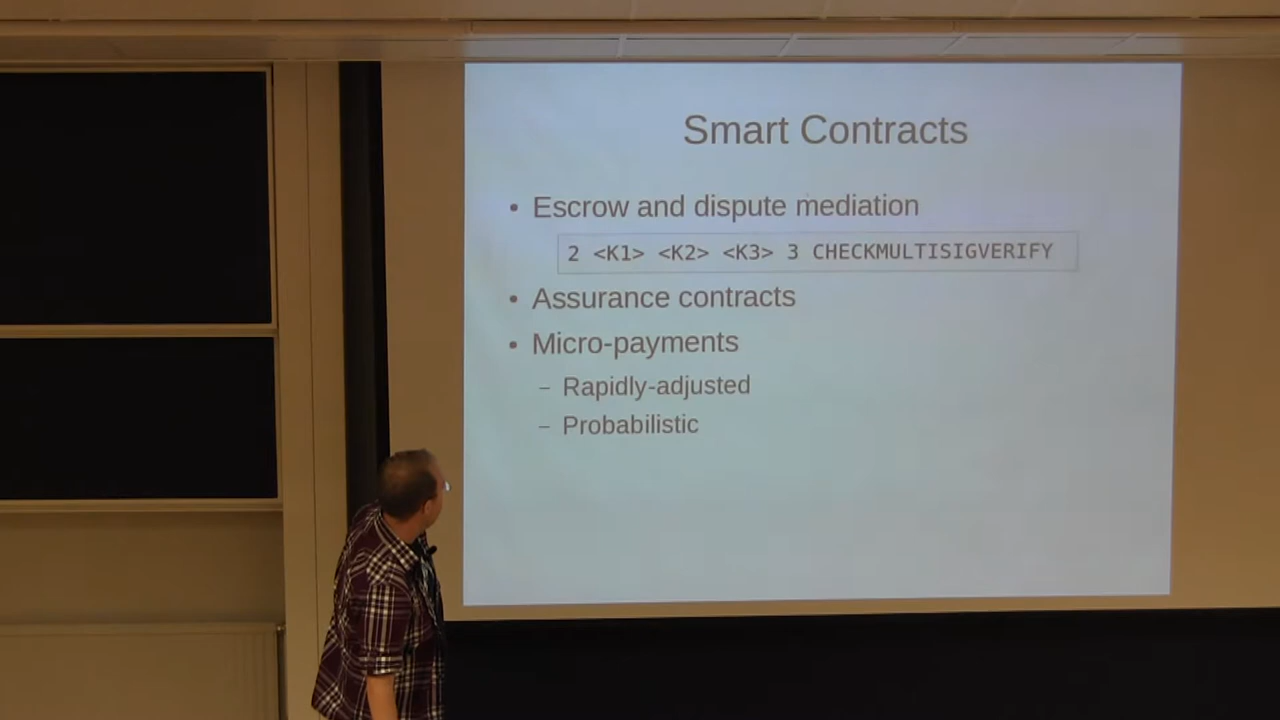 Smart Contracts
• Escrow and dispute mediation
2 <K1> <K2> <K3> 3 CHECKMULTISIGVERIFY
• Assurance contracts
• Micro-payments
– Rapidly-adjusted
– Probabilistic